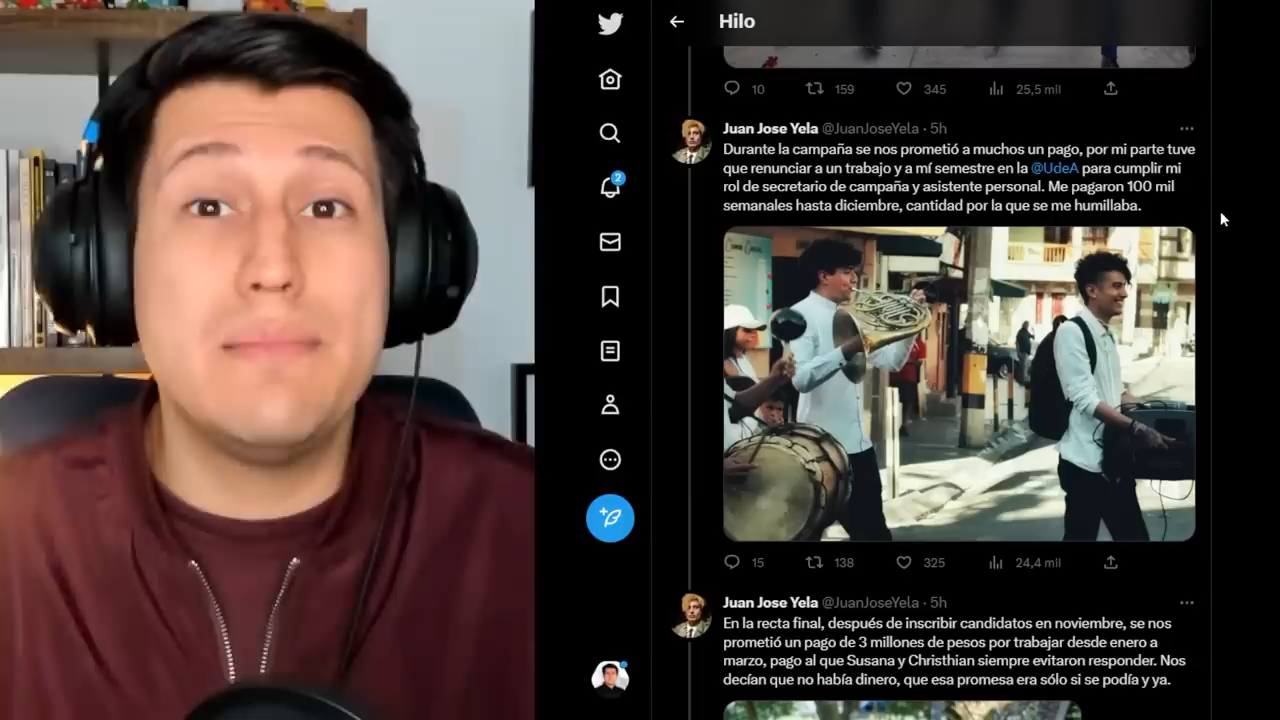 2
Hilo
10
159
345
25,5 mil
Juan Jose Yela @JuanJoseYela · 5h
Durante la campaña se nos prometió a muchos un pago, por mi parte tuve
que renunciar a un trabajo y a mí semestre en la @UdeA para cumplir mi
rol de secretario de campaña y asistente personal. Me pagaron 100 mil
semanales hasta diciembre, cantidad por la que se me humillaba.
15
138
325
24,4 mil
Juan Jose Yela @JuanJoseYela · 5h
En la recta final, después de inscribir candidatos en noviembre, se nos
prometió un pago de 3 millones de pesos por trabajar desde enero a
marzo, pago al que Susana y Christhian siempre evitaron responder. Nos
decían que no había dinero, que esa promesa era sólo si se podía y ya.